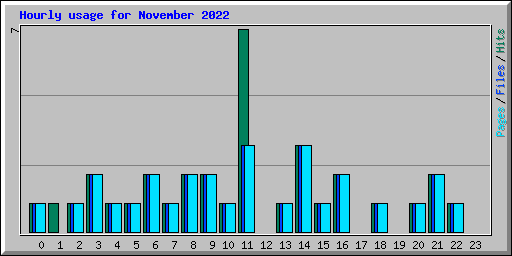 Hourly usage for November 2022
7
Pages/Files/Hits
0 1 2 3 4 5 6 7 8 9 10 11 12 13 14 15 16 17 18 19 20 21 22 23